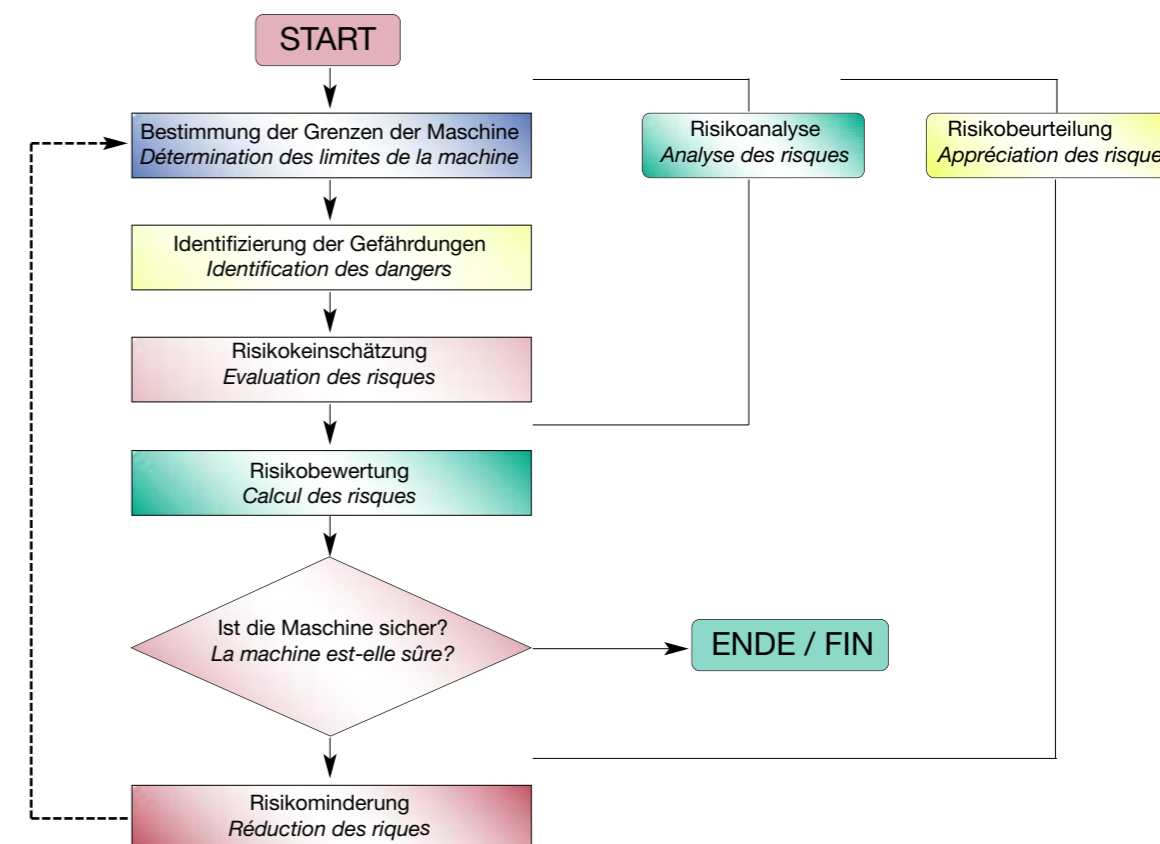 START
Bestimmung der Grenzen der Maschine
Détermination des limites de la machine
Risikoanalyse
Analyse des risques
Risikobeurteilung
Appréciation des risque
Identifizierung der Gefährdungen
Identification des dangers
Risikokeinschätzung
Evaluation des risques
Risikobewertung
Calcul des risques
Ist die Maschine sicher?
La machine est-elle sûre?
ENDE / FIN
Risikominderung
Réduction des riques